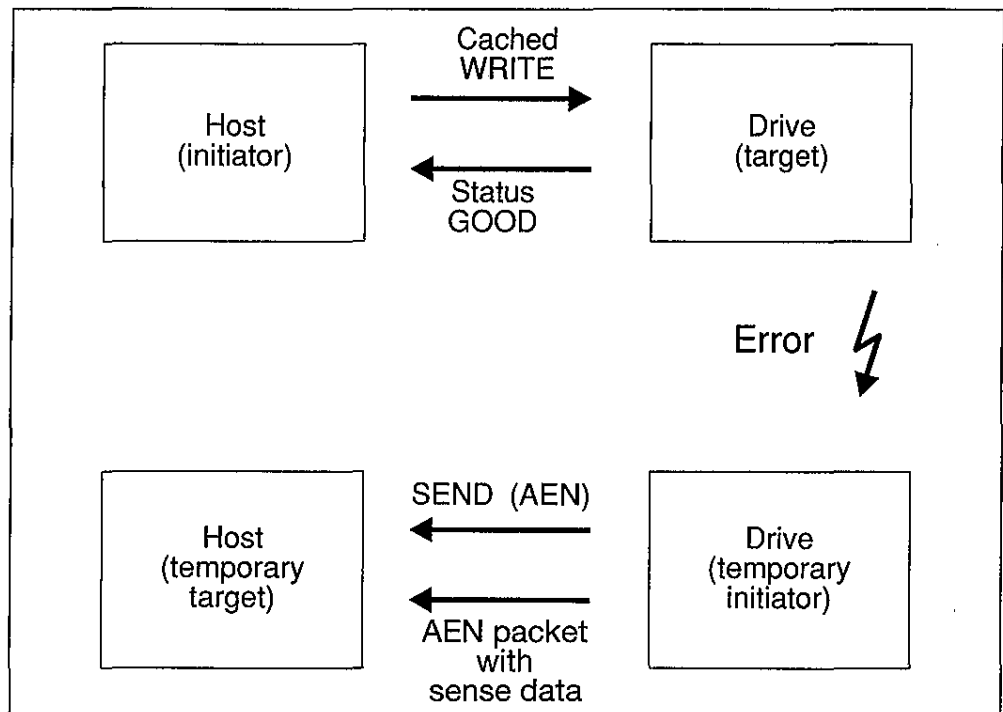 Cached
WRITE
Host
(initiator)
Drive
(target)
Status
GOOD
Error
SEND (AEN)
Host
(temporary
target)
Drive
(temporary
initiator)
AEN packet
with
sense data